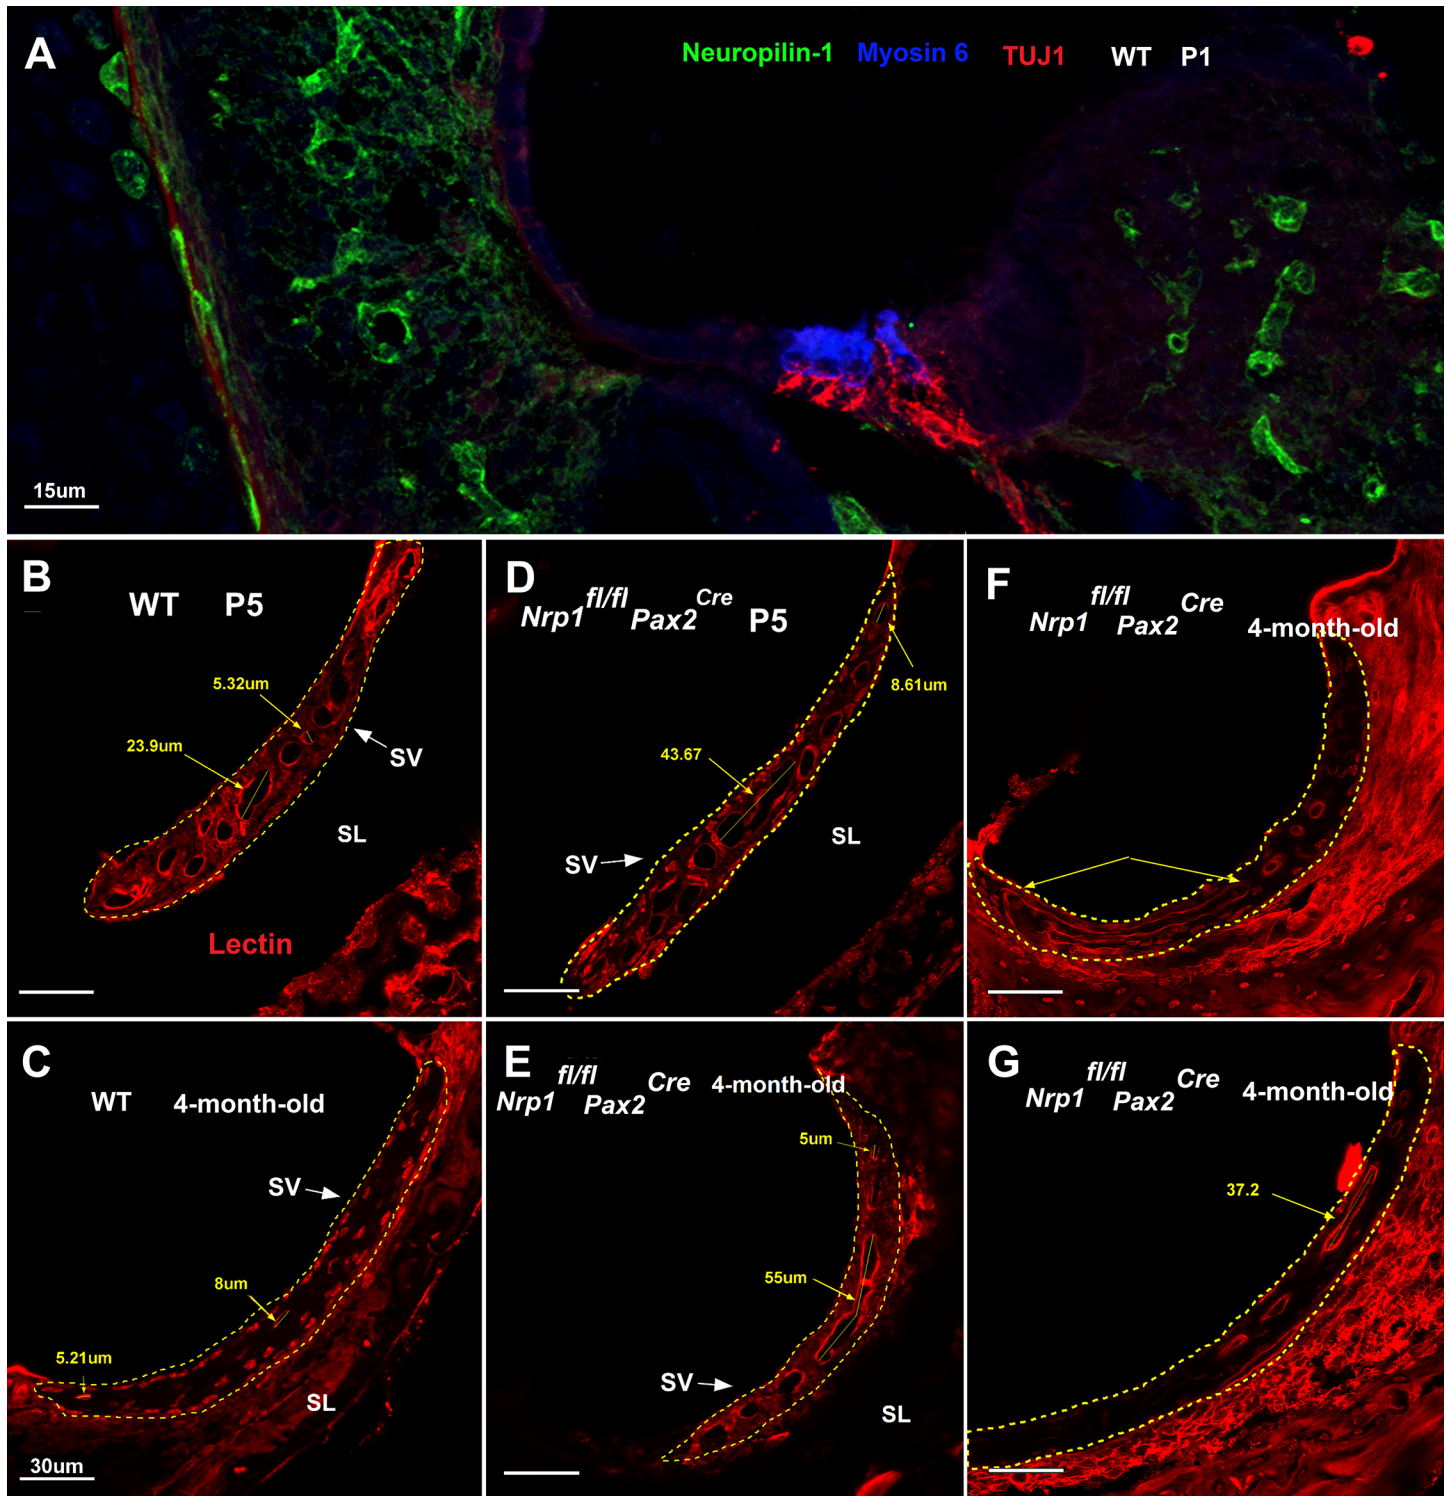 A
Neuropilin-1 Myosin 6 TUJ1 WT P1
15um
B
WT P5
5.32um
23.9um
SV
SL
Lectin
D
Nrp1 fl/fl Pax2 Cre P5
8.61um
43.67
SV
SL
F
Nrp1 fl/fl Pax2 Cre 4-month-old
C
WT 4-month-old
SV
8um
5.21um
SL
30um
E
Nrp1 fl/fl Pax2 Cre 4-month-old
5um
55um
SV
SL
G
Nrp1 fl/fl Pax2 Cre 4-month-old
37.2